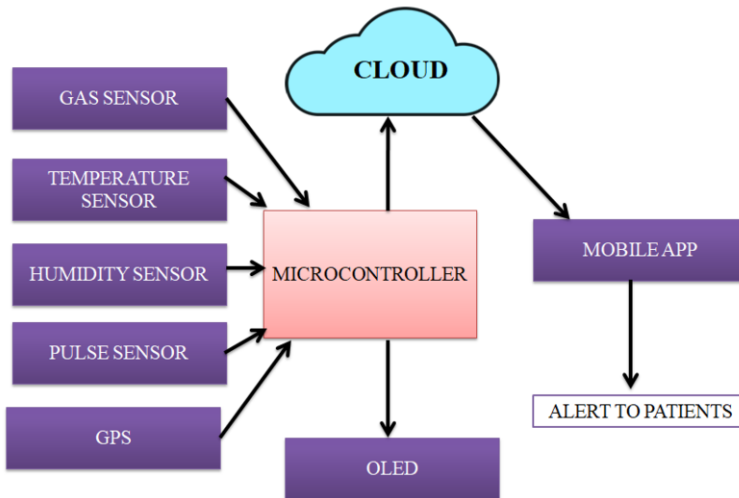 CLOUD
GAS SENSOR
TEMPERATURE
SENSOR
HUMIDITY SENSOR
MICROCONTROLLER
MOBILE APP
PULSE SENSOR
GPS
ALERT TO PATIENTS
OLED